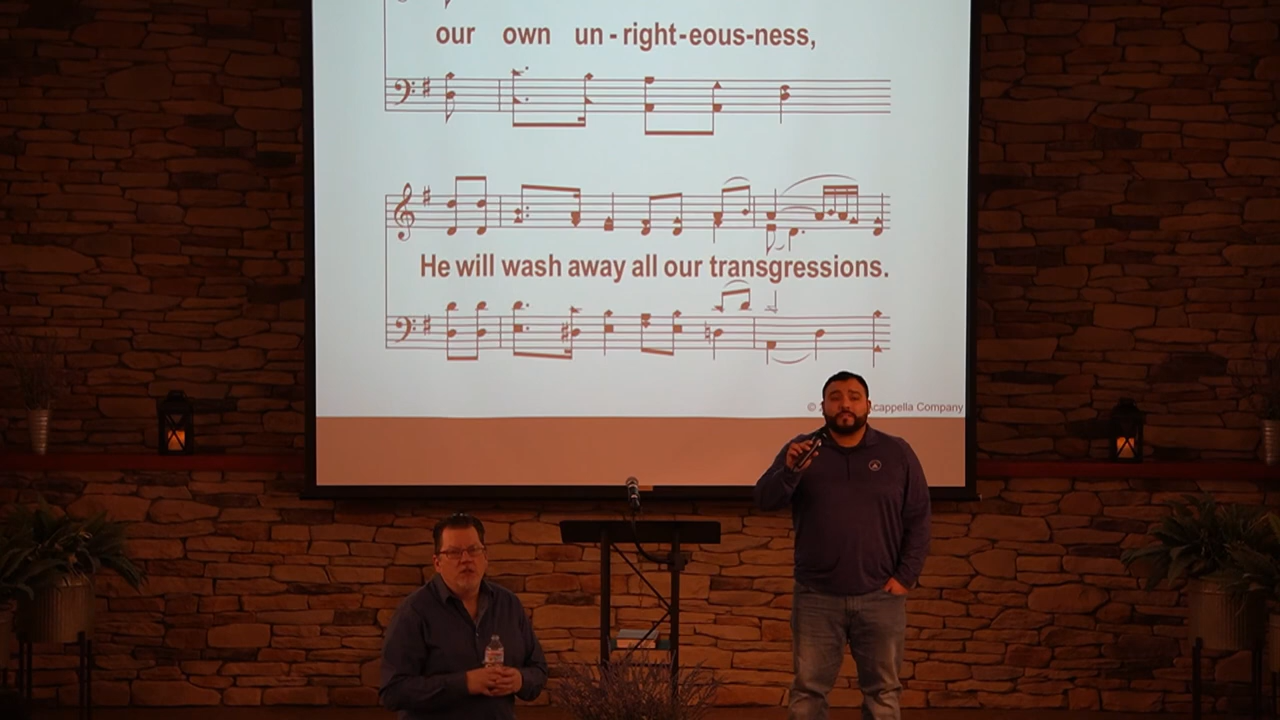 our own un - right-eous-ness,
He will wash away all our transgressions.
© Acappella Company